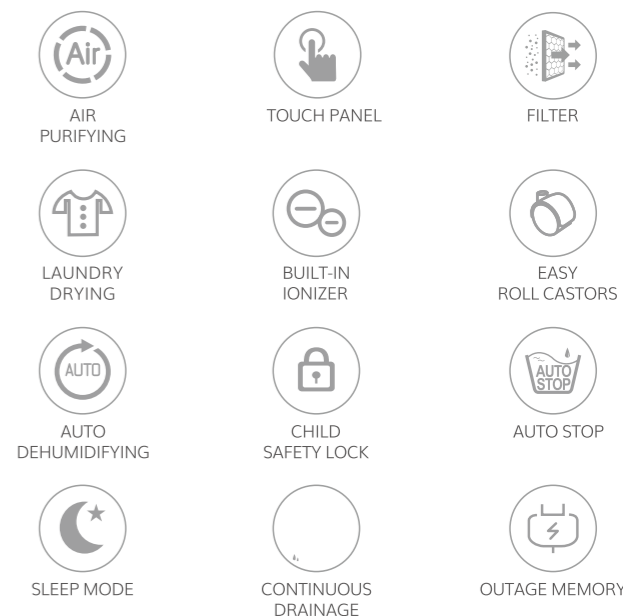 Air
AIR
PURIFYING
TOUCH PANEL
FILTER
LAUNDRY
DRYING
BUILT-IN
IONIZER
EASY
ROLL CASTORS
AUTO
AUTO
DEHUMIDIFYING
CHILD
SAFETY LOCK
AUTO
STOP
AUTO STOP
SLEEP MODE
CONTINUOUS
DRAINAGE
OUTAGE MEMORY